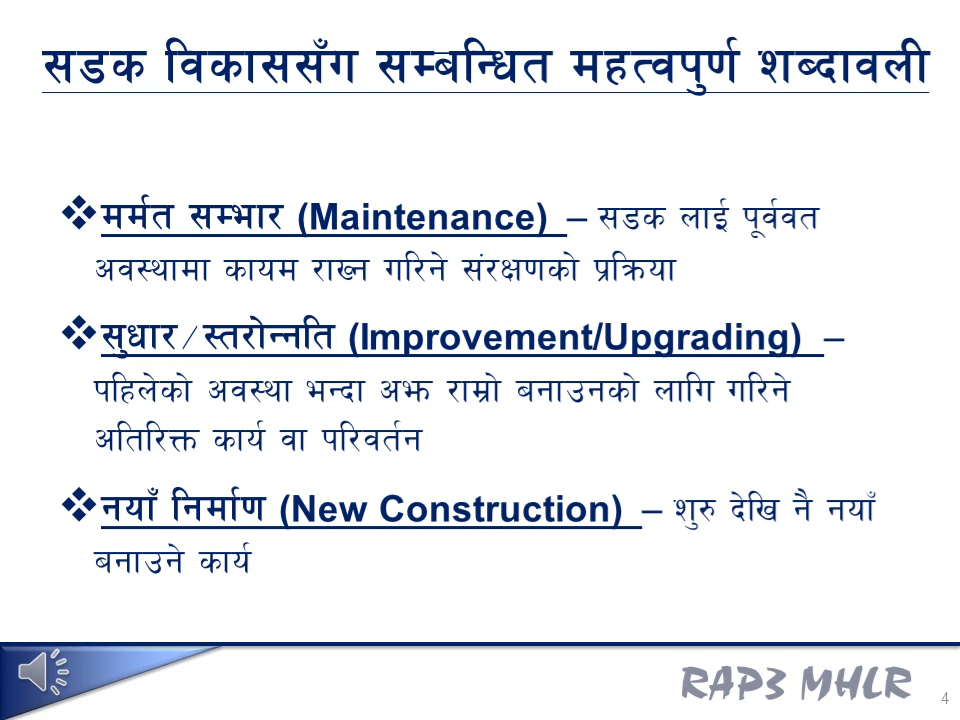 सडक विकाससँग सम्बन्धित महत्वपुर्ण शब्दावली
❖मर्मत सम्भार (Maintenance) – सडक लाई पूर्ववत
अवस्थामा कायम राख्न गरिने संरक्षणको प्रक्रिया
❖सुधार/स्तरोन्नति (Improvement/Upgrading) –
पहिलेको अवस्था भन्दा अझ राम्रो बनाउनको लागि गरिने
अतिरिक्त कार्य वा परिवर्तन
❖नयाँ निर्माण (New Construction) – शुरु देखि नै नयाँ
बनाउने कार्य
RAP3 MHLR
4